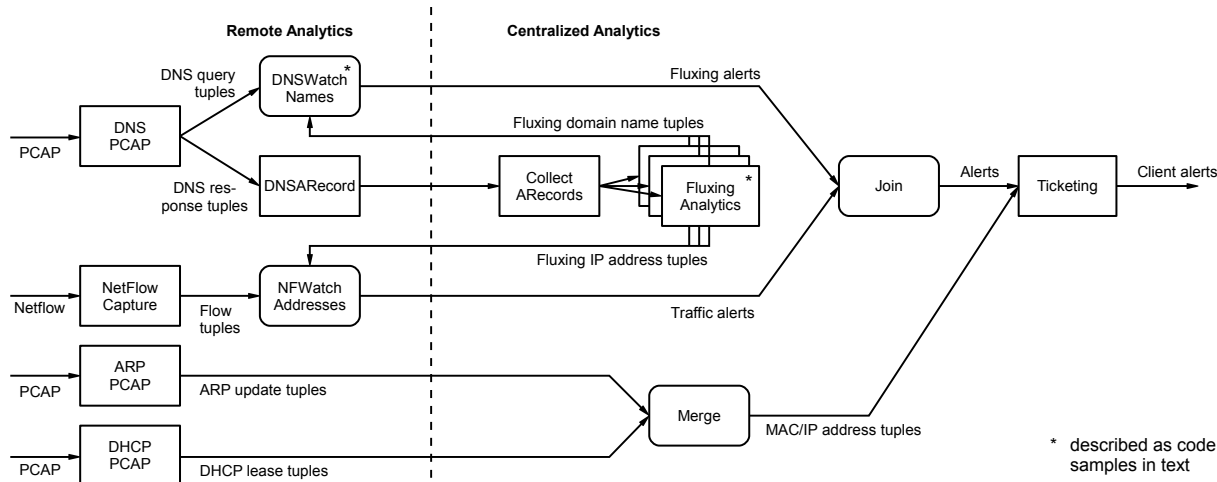 Remote Analytics
Centralized Analytics
DNS query
tuples
DNSWatch *
Names
Fluxing alerts
PCAP
DNS
PCAP
Fluxing domain name tuples
DNS res-
ponse tuples
DNSARecord
Collect
ARecords
Fluxing *
Analytics
Join
Alerts
Ticketing
Client alerts
Fluxing IP address tuples
Netflow
NetFlow
Capture
Flow
tuples
NFWatch
Addresses
Traffic alerts
PCAP
ARP
PCAP
ARP update tuples
Merge
MAC/IP address tuples
PCAP
DHCP
PCAP
DHCP lease tuples
* described as code
samples in text